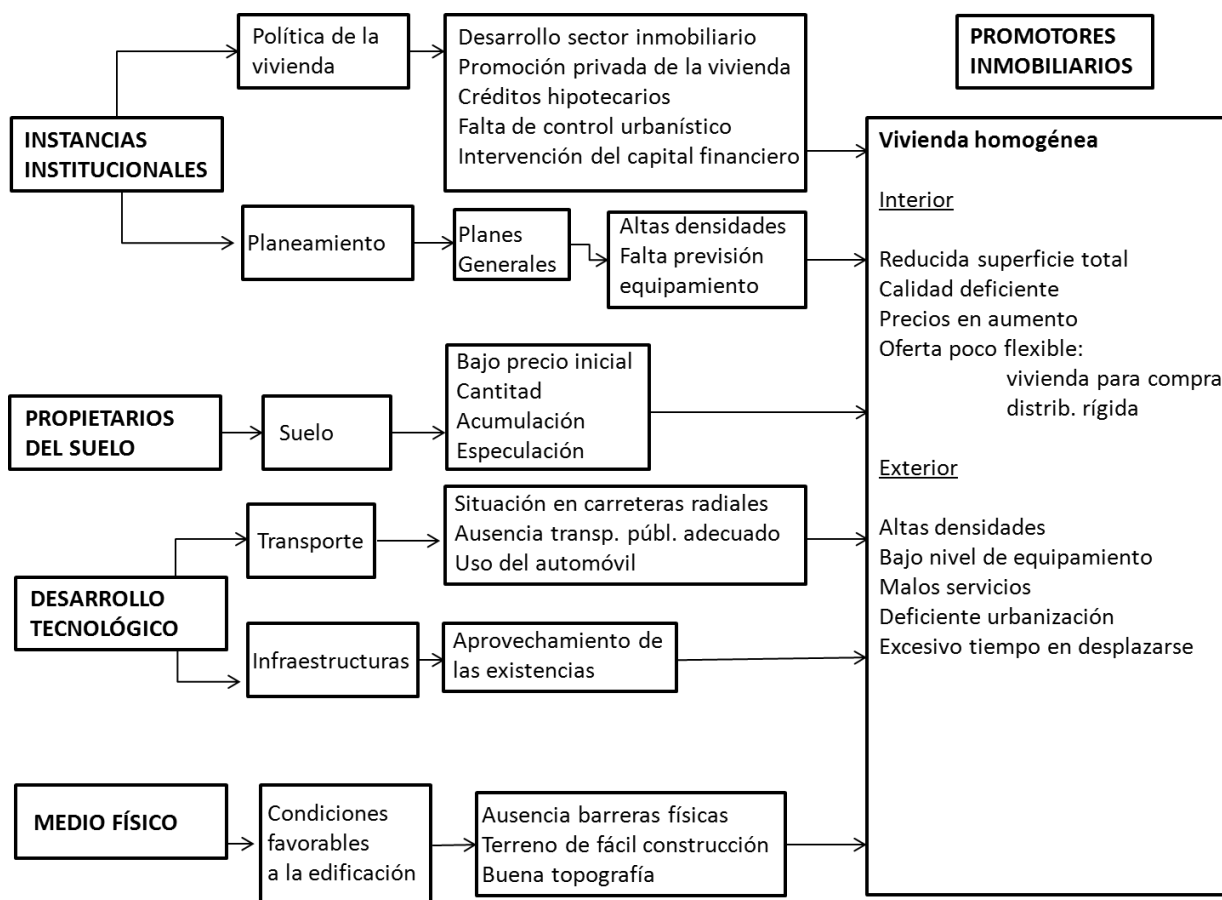 Política de la
vivienda
Desarrollo sector inmobiliario
Promoción privada de la vivienda
Créditos hipotecarios
Falta de control urbanístico
Intervención del capital financiero
PROMOTORES
INMOBILIARIOS
INSTANCIAS
INSTITUCIONALES
Planeamiento
Planes
Generales
Altas densidades
Falta previsión
equipamiento
PROPIETARIOS
DEL SUELO
Suelo
Bajo precio inicial
Cantitad
Acumulación
Especulación
DESARROLLO
TECNOLÓGICO
Transporte
Situación en carreteras radiales
Ausencia transp. públ. adecuado
Uso del automóvil
Infraestructuras
Aprovechamiento de
las existencias
MEDIO FÍSICO
Condiciones
favorables
a la edificación
Ausencia barreras físicas
Terreno de fácil construcción
Buena topografía
Vivienda homogénea
Interior
Reducida superficie total
Calidad deficiente
Precios en aumento
Oferta poco flexible:
vivienda para compra
distrib. rígida
Exterior
Altas densidades
Bajo nivel de equipamiento
Malos servicios
Deficiente urbanización
Excesivo tiempo en desplazarse